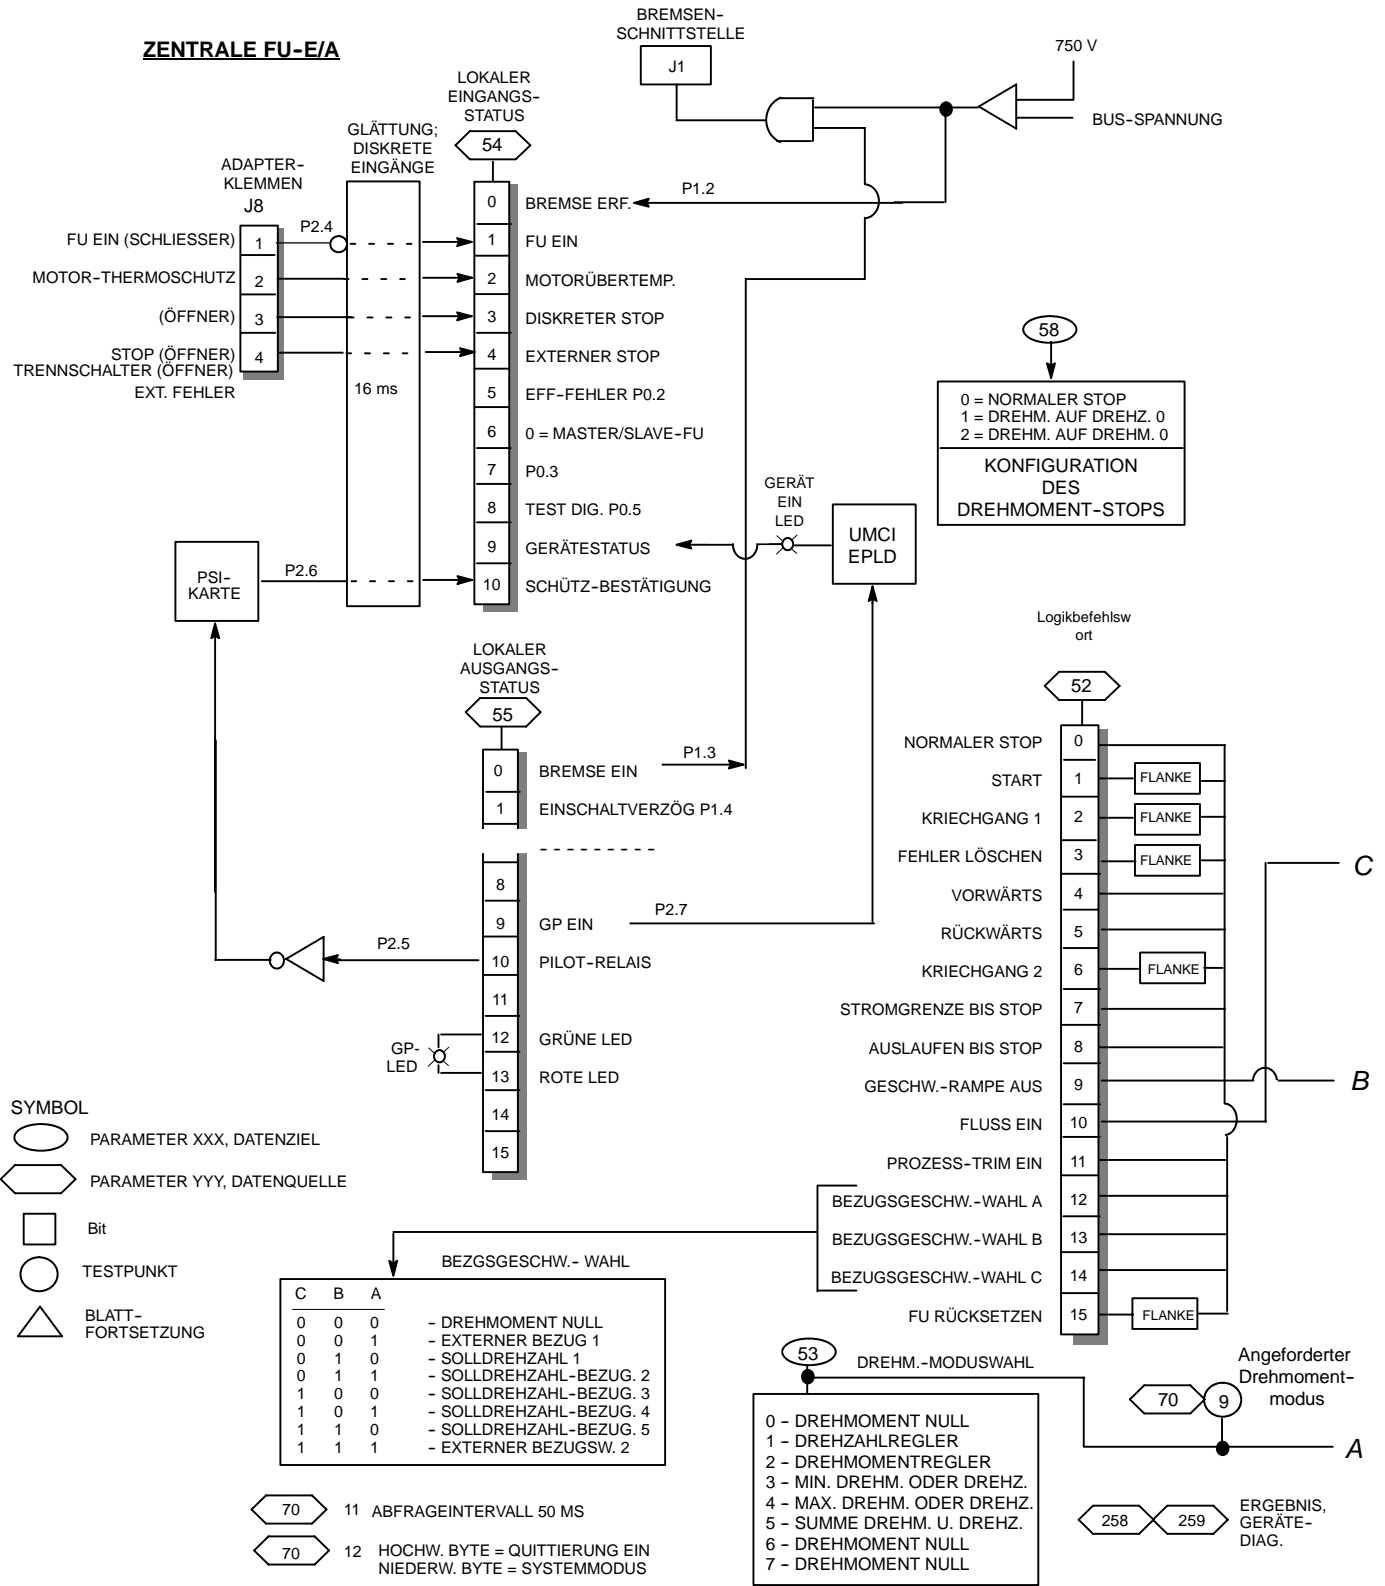 ZENTRALE FU-E/A
BREMSEN-
SCHNITTSTELLE
J1
750 V
BUS-SPANNUNG
LOKALER
EINGANGS-
STATUS
54
GLÄTTUNG;
DISKRETE
EINGÄNGE
16 ms
ADAPTER-
KLEMMEN
J8
FU EIN (SCHLIESSER)
MOTOR-THERMOSCHUTZ
(ÖFFNER)
STOP (ÖFFNER)
TRENNSCHALTER (ÖFFNER)
EXT. FEHLER
1
2
3
4
P2.4
P1.2
0 BREMSE ERF.
1 FU EIN
2 MOTORÜBERTEMP.
3 DISKRETER STOP
4 EXTERNER STOP
5 EFF-FEHLER P0.2
6 0 = MASTER/SLAVE-FU
7 P0.3
8 TEST DIG. P0.5
9 GERÄTESTATUS
10 SCHÜTZ-BESTÄTIGUNG
PSI-
KARTE
P2.6
GERÄT
EIN
LED
UMCI
EPLD
58
0 = NORMALER STOP
1 = DREHM. AUF DREHZ. 0
2 = DREHM. AUF DREHM. 0
KONFIGURATION
DES
DREHMOMENT-STOPS
LOKALER
AUSGANGS-
STATUS
55
0 BREMSE EIN
P1.3
1 EINSCHALTVERZÖG P1.4
8
9 GP EIN
P2.7
10 PILOT-RELAIS
P2.5
11
12 GRÜNE LED
13 ROTE LED
14
15
GP-
LED
Logikbefehlsw
ort
52
NORMALER STOP 0
START 1 FLANKE
KRIECHGANG 1 2 FLANKE
FEHLER LÖSCHEN 3 FLANKE
VORWÄRTS 4
RÜCKWÄRTS 5
KRIECHGANG 2 6 FLANKE
STROMGRENZE BIS STOP 7
AUSLAUFEN BIS STOP 8
GESCHW.-RAMPE AUS 9
FLUSS EIN 10
PROZESS-TRIM EIN 11
BEZUGSGESCHW.-WAHL A 12
BEZUGSGESCHW.-WAHL B 13
BEZUGSGESCHW.-WAHL C 14
FU RÜCKSETZEN 15 FLANKE
C
B
SYMBOL
PARAMETER XXX, DATENZIEL
PARAMETER YYY, DATENQUELLE
Bit
TESTPUNKT
BLATT-
FORTSETZUNG
BEZGSGESCHW.- WAHL
C B A
0 0 0 - DREHMOMENT NULL
0 0 1 - EXTERNER BEZUG 1
0 1 0 - SOLLDREHZAHL 1
0 1 1 - SOLLDREHZAHL-BEZUG. 2
1 0 0 - SOLLDREHZAHL-BEZUG. 3
1 0 1 - SOLLDREHZAHL-BEZUG. 4
1 1 0 - SOLLDREHZAHL-BEZUG. 5
1 1 1 - EXTERNER BEZUGSW. 2
70 11 ABFRAGEINTERVALL 50 MS
70 12 HOCHW. BYTE = QUITTIERUNG EIN
NIEDERW. BYTE = SYSTEMMODUS
53
DREHM.-MODUSWAHL
0 - DREHMOMENT NULL
1 - DREHZAHLREGLER
2 - DREHMOMENTREGLER
3 - MIN. DREHM. ODER DREHZ.
4 - MAX. DREHM. ODER DREHZ.
5 - SUMME DREHM. U. DREHZ.
6 - DREHMOMENT NULL
7 - DREHMOMENT NULL
Angeforderter
Drehmoment-
modus
70 9
A
258 259
ERGEBNIS,
GERÄTE-
DIAG.